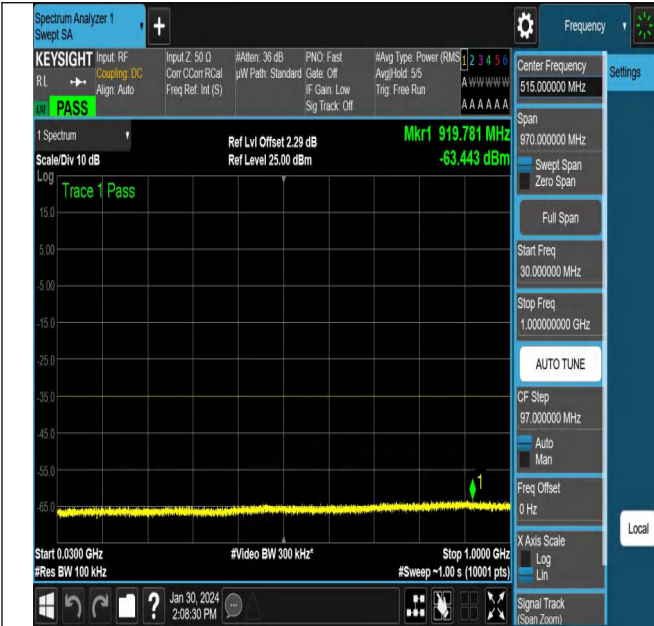 Spectrum Analyzer 1
Swept SA
+
Frequency
KEYSIGHT
RL
PASS
Input: RF
Coupling: DC
Align: Auto
Input Z: 50 Ω
Corr CCorr RCal
Freq Ref: Int (S)
#Atten: 36 dB
µW Path: Standard
PNO: Fast
Gate: Off
IF Gain: Low
Sig Track: Off
#Avg Type: Power (RMS
Avg|Hold: 5/5
Trig: Free Run
1 2 3 4 5 6
A W W W W W
A A A A A A
1 Spectrum
Scale/Div 10 dB
Log
Ref Lvl Offset 2.29 dB
Ref Level 25.00 dBm
Mkr1 919.781 MHz
-63.443 dBm
Trace 1 Pass
15.0
5.00
-5.00
-15.0
-25.0
-35.0
-45.0
-55.0
-65.0
1
Start 0.0300 GHz
#Res BW 100 kHz
#Video BW 300 kHz*
Stop 1.0000 GHz
#Sweep ~1.00 s (10001 pts)
?
Jan 30, 2024
2:08:30 PM
Center Frequency
515.000000 MHz
Settings
Span
970.000000 MHz
Swept Span
Zero Span
Full Span
Start Freq
30.000000 MHz
Stop Freq
1.000000000 GHz
AUTO TUNE
CF Step
97.000000 MHz
Auto
Man
Freq Offset
0 Hz
Local
X Axis Scale
Log
Lin
Signal Track
(Span Zoom)